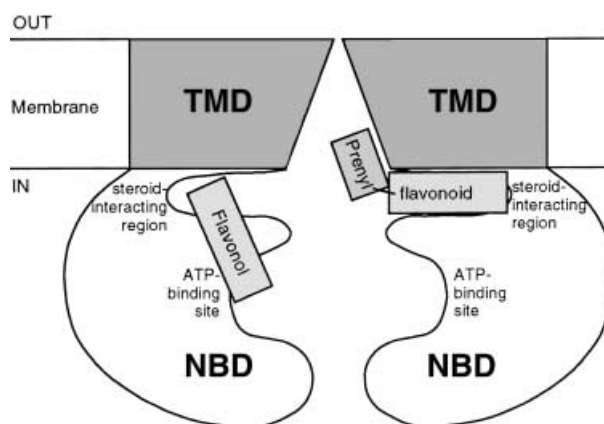 OUT
Membrane
TMD
TMD
IN
steroid-
interacting
region
Flavonol
ATP-
binding
site
NBD
Prenyl
flavonoid
steroid-
interacting
region
ATP-
binding
site
NBD